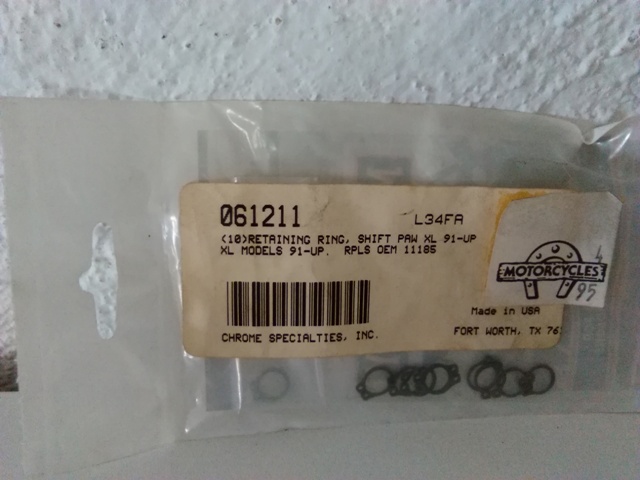 061211 L34FA
(10)RETAINING RING, SHIFT PAW XL 91-UP
XL MODELS 91-UP. RPLS OEM 11185
MOTORCYCLES
4
95
Made in USA
CHROME SPECIALTIES, INC. FORT WORTH, TX 76